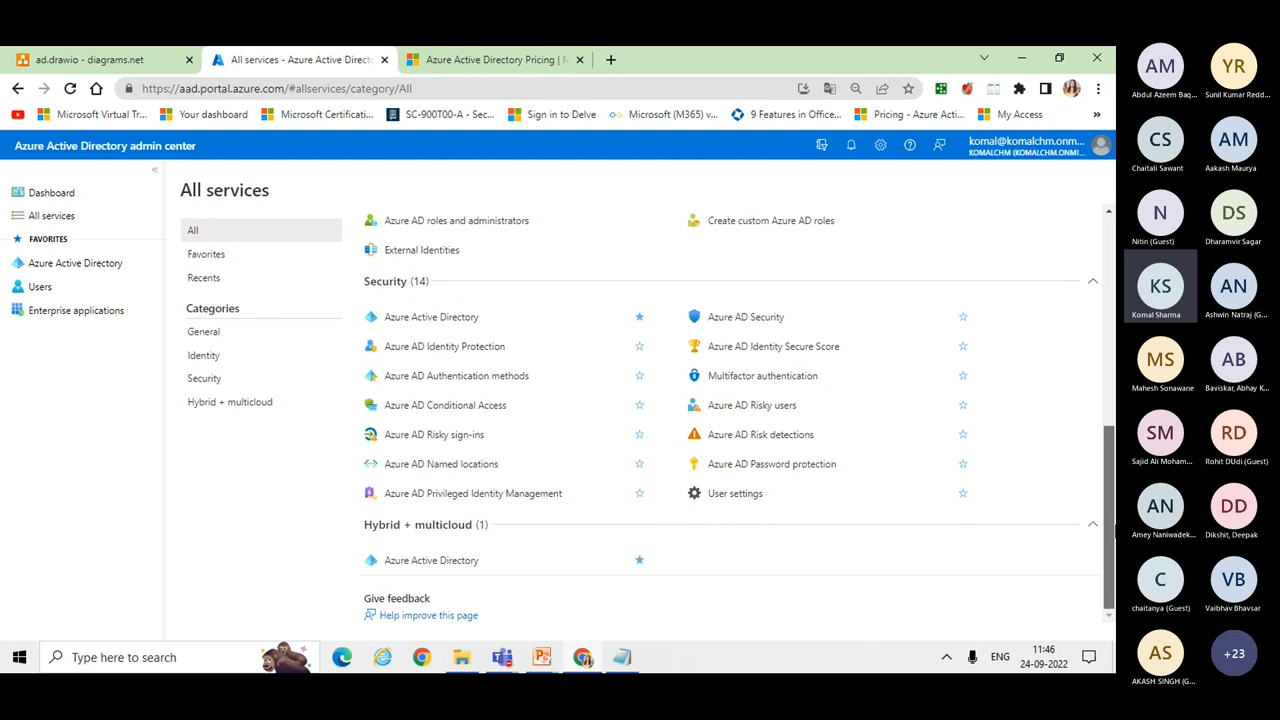 ad.drawio - diagrams.net
All services - Azure Active Direct
Azure Active Directory Pricing | M
https://aad.portal.azure.com/#allservices/category/All
Microsoft Virtual Tr...
Your dashboard
Microsoft Certificati...
SC-900T00-A - Sec...
Sign in to Delve
Microsoft (M365) v...
9 Features in Office...
Pricing - Azure Acti...
My Access
»
Azure Active Directory admin center
komal@komalchm.onm...
KOMALCHM (KOMALCHM.ONMI...
«
Dashboard
All services
FAVORITES
Azure Active Directory
Users
Enterprise applications
All services
All
Favorites
Recents
Categories
General
Identity
Security
Hybrid + multicloud
Azure AD roles and administrators
Create custom Azure AD roles
External Identities
Security (14)
Azure Active Directory
Azure AD Security
Azure AD Identity Protection
Azure AD Identity Secure Score
Azure AD Authentication methods
Multifactor authentication
Azure AD Conditional Access
Azure AD Risky users
Azure AD Risky sign-ins
Azure AD Risk detections
Azure AD Named locations
Azure AD Password protection
Azure AD Privileged Identity Management
User settings
Hybrid + multicloud (1)
Azure Active Directory
Give feedback
Help improve this page
Type here to search
ENG
11:46
24-09-2022
AM
Abdul Azeem Baq...
YR
Sunil Kumar Redd...
CS
Chaitali Sawant
AM
Aakash Maurya
N
Nitin (Guest)
DS
Dharamvir Sagar
KS
Komal Sharma
AN
Ashwin Natraj (G...
MS
Mahesh Sonawane
AB
Baviskar, Abhay K...
SM
Sajid Ali Moham...
RD
Rohit DUdi (Guest)
AN
Amey Naniwadek...
DD
Dikshit, Deepak
C
chaitanya (Guest)
VB
Vaibhav Bhavsar
AS
AKASH SINGH (G...
+23